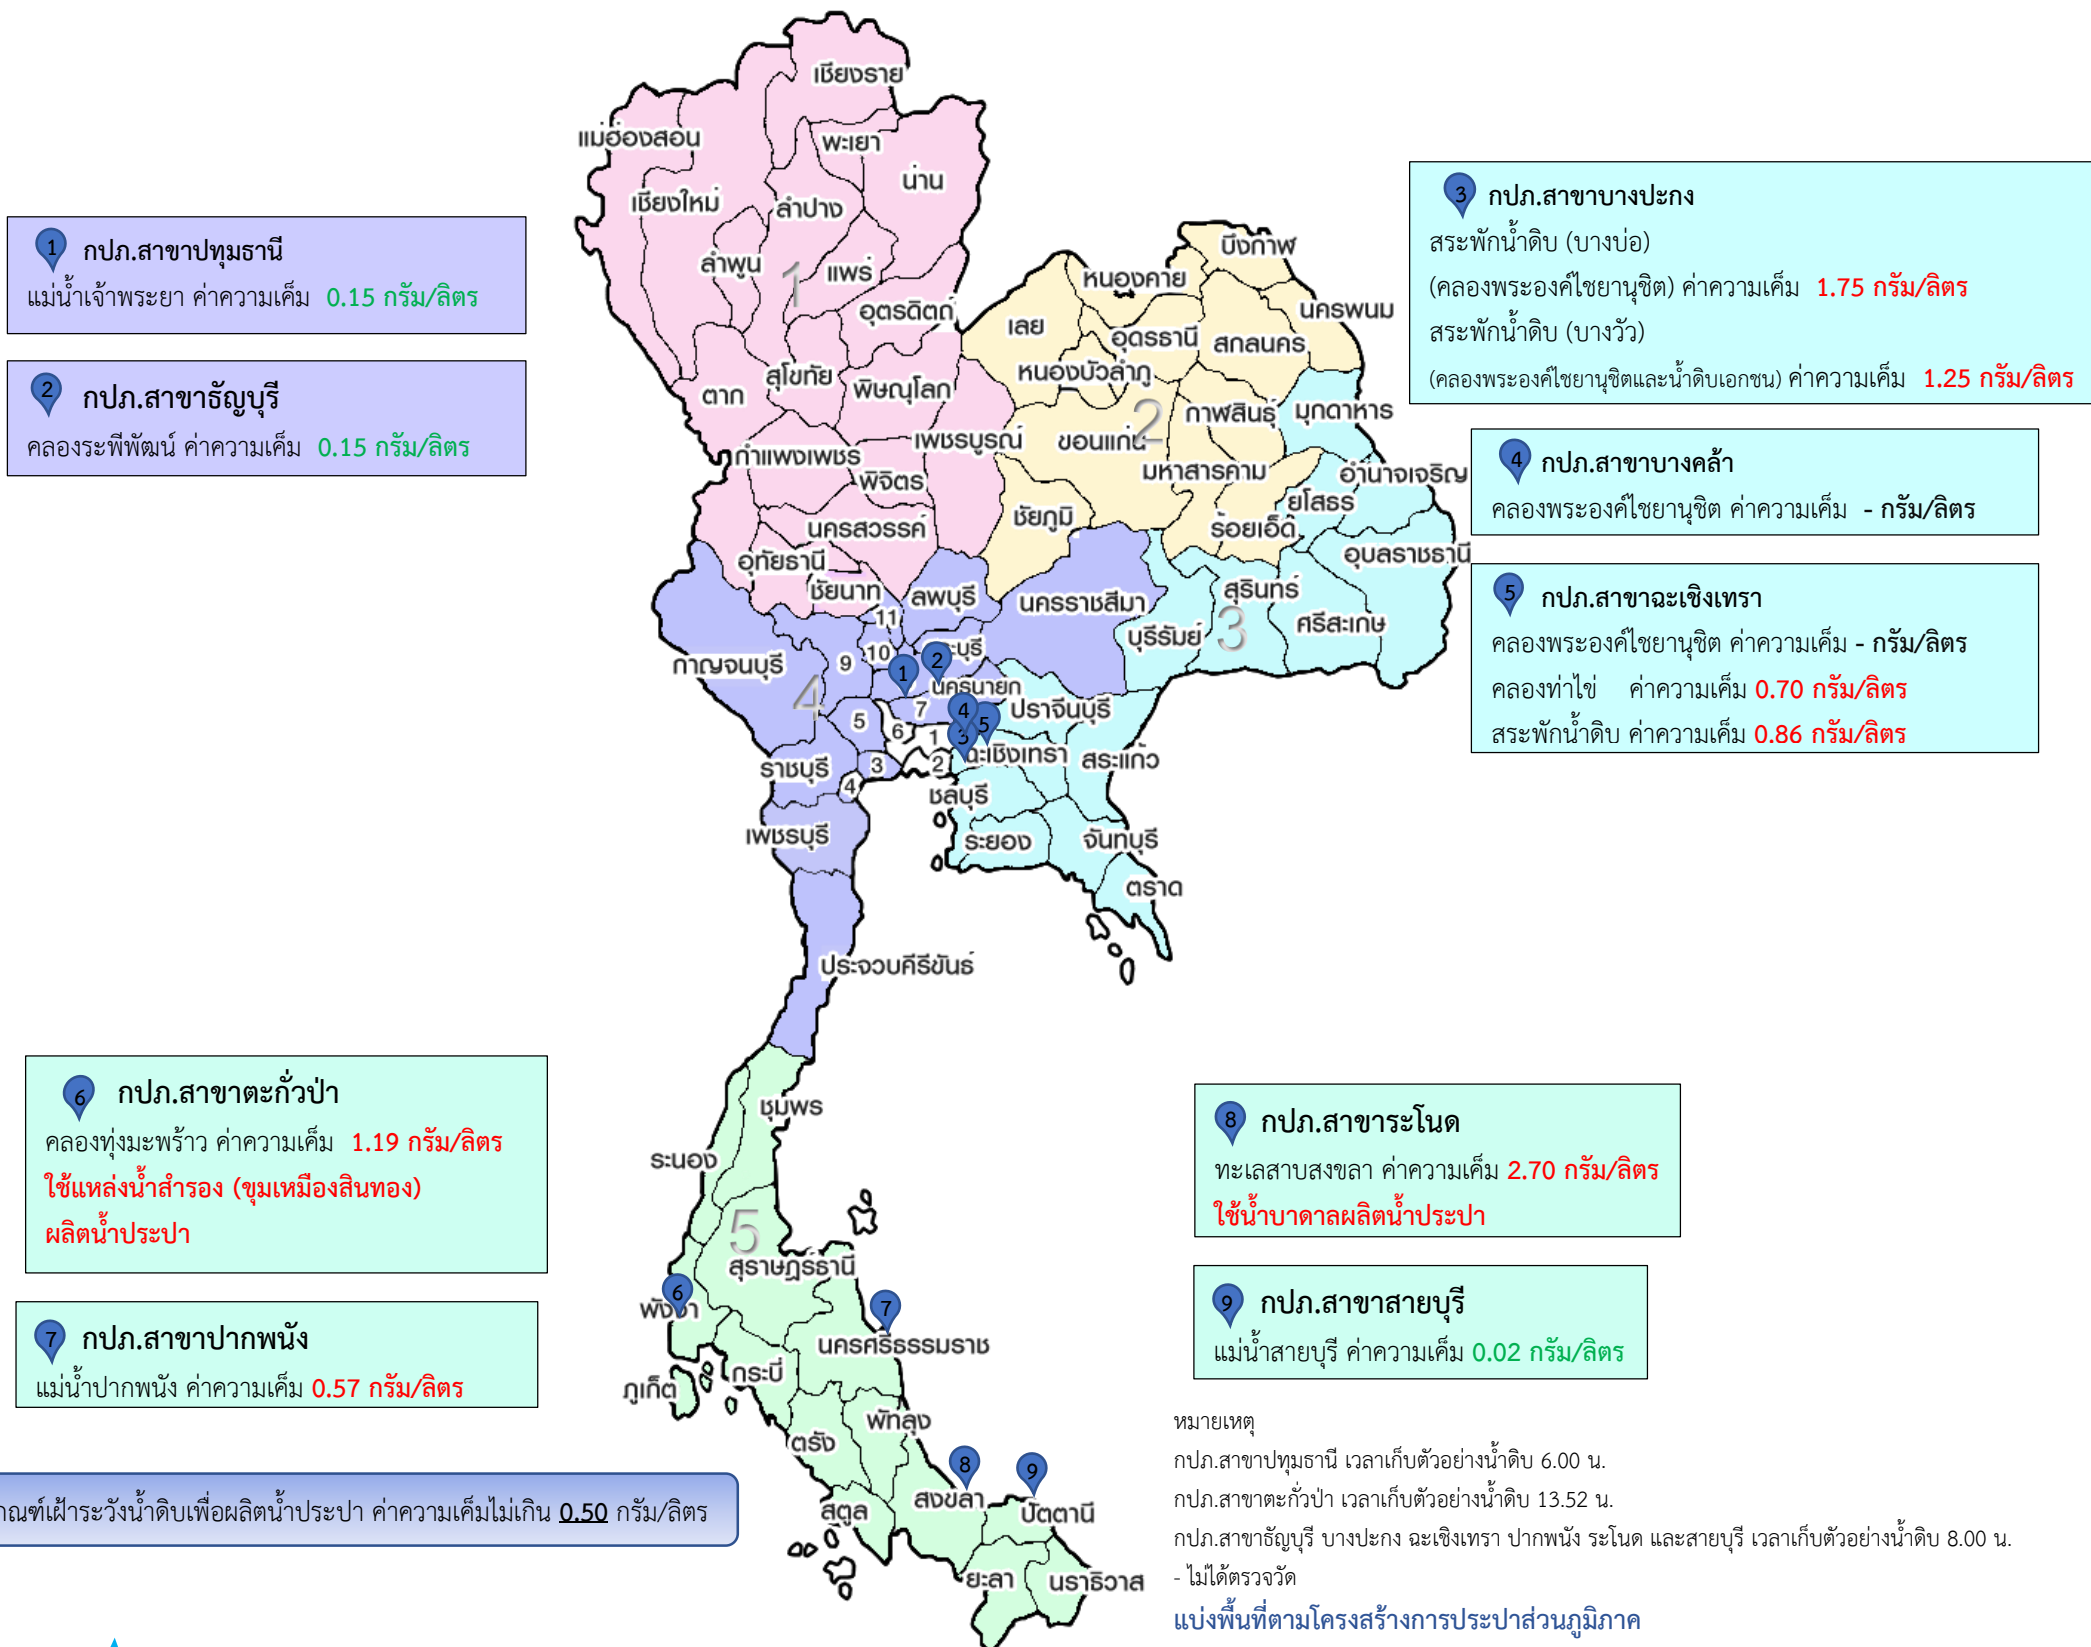 1 กปภ.สาขาปทุมธานี
แม่น้ำเจ้าพระยา ค่าความเค็ม 0.15 กรัม/ลิตร
2 กปภ.สาขาธัญบุรี
คลองระพีพัฒน์ ค่าความเค็ม 0.15 กรัม/ลิตร
3 กปภ.สาขาบางปะกง
สระพักน้ำดิบ (บางบ่อ)
(คลองพระองค์ไชยานุชิต) ค่าความเค็ม 1.75 กรัม/ลิตร
สระพักน้ำดิบ (บางวัว)
(คลองพระองค์ไชยานุชิตและน้ำดิบเอกชน) ค่าความเค็ม 1.25 กรัม/ลิตร
4 กปภ.สาขาบางคล้า
คลองพระองค์ไชยานุชิต ค่าความเค็ม - กรัม/ลิตร
5 กปภ.สาขาฉะเชิงเทรา
คลองพระองค์ไชยานุชิต ค่าความเค็ม - กรัม/ลิตร
คลองท่าไข่ ค่าความเค็ม 0.70 กรัม/ลิตร
สระพักน้ำดิบ ค่าความเค็ม 0.86 กรัม/ลิตร
เชียงราย
แม่ฮ่องสอน
พะเยา
น่าน
เชียงใหม่
ลำปาง
ลำพูน
1
แพร่
อุตรดิตถ์
ตาก
สุโขทัย
พิษณุโลก
เพชรบูรณ์
กำแพงเพชร
พิจิตร
นครสวรรค์
อุทัยธานี
ชัยนาท
บึงกาฬ
หนองคาย
นครพนม
เลย
อุดรธานี
สกลนคร
หนองบัวลำภู
กาฬสินธุ์
มุกดาหาร
2
ขอนแก่น
มหาสารคาม
อำนาจเจริญ
ยโสธร
ชัยภูมิ
ร้อยเอ็ด
อุบลราชธานี
ลพบุรี
นครราชสีมา
สุรินทร์
3
บุรีรัมย์
ศรีสะเกษ
11
10
9
กาญจนบุรี
4
1
2
ะบุรี
นครนายก
7
4
5
3
ปราจีนบุรี
5
6
1
ฉะเชิงเทรา
สระแก้ว
ราชบุรี
3
2
4
ชลบุรี
เพชรบุรี
ระยอง
จันทบุรี
ตราด
ประจวบคีรีขันธ์
ชุมพร
ระนอง
5
สุราษฎร์ธานี
6
พังงา
7
นครศรีธรรมราช
ภูเก็ต
กระบี่
พัทลุง
ตรัง
8
9
สงขลา
ปัตตานี
สตูล
ยะลา
นราธิวาส
6 กปภ.สาขาตะกั่วป่า
คลองทุ่งมะพร้าว ค่าความเค็ม 1.19 กรัม/ลิตร
ใช้แหล่งน้ำสำรอง (ขุมเหมืองสินทอง)
ผลิตน้ำประปา
7 กปภ.สาขาปากพนัง
แม่น้ำปากพนัง ค่าความเค็ม 0.57 กรัม/ลิตร
8 กปภ.สาขาระโนด
ทะเลสาบสงขลา ค่าความเค็ม 2.70 กรัม/ลิตร
ใช้น้ำบาดาลผลิตน้ำประปา
9 กปภ.สาขาสายบุรี
แม่น้ำสายบุรี ค่าความเค็ม 0.02 กรัม/ลิตร
ณฑ์เฝ้าระวังน้ำดิบเพื่อผลิตน้ำประปา ค่าความเค็มไม่เกิน 0.50 กรัม/ลิตร
หมายเหตุ
กปภ.สาขาปทุมธานี เวลาเก็บตัวอย่างน้ำดิบ 6.00 น.
กปภ.สาขาตะกั่วป่า เวลาเก็บตัวอย่างน้ำดิบ 13.52 น.
กปภ.สาขาธัญบุรี บางปะกง ฉะเชิงเทรา ปากพนัง ระโนด และสายบุรี เวลาเก็บตัวอย่างน้ำดิบ 8.00 น.
- ไม่ได้ตรวจวัด
แบ่งพื้นที่ตามโครงสร้างการประปาส่วนภูมิภาค